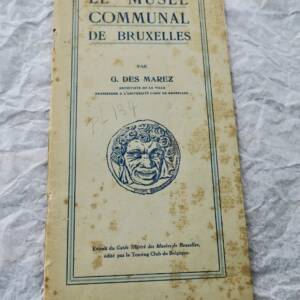 LE MUSÉE
COMMUNAL
DE BRUXELLES
PAR
G. DES MAREZ
ARCHIVISTE DE LA VILLE
PROFESSEUR A L'UNIVERSITÉ LIBRE DE BRUXELLES
Extrait du Guide illustré des Musées de Bruxelles,
édité par le Touring Club de Belgique.